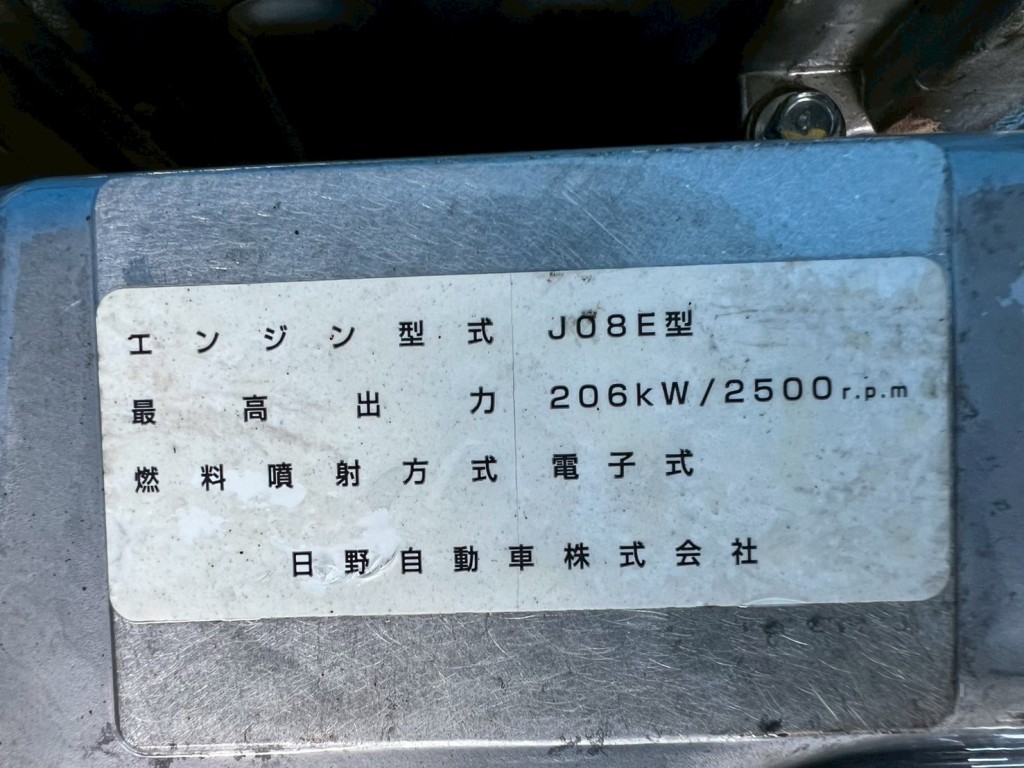 エンジン型式 J08E型
最高出力 206kW/2500r.p.m
燃料噴射方式 電子式
日野自動車株式会社